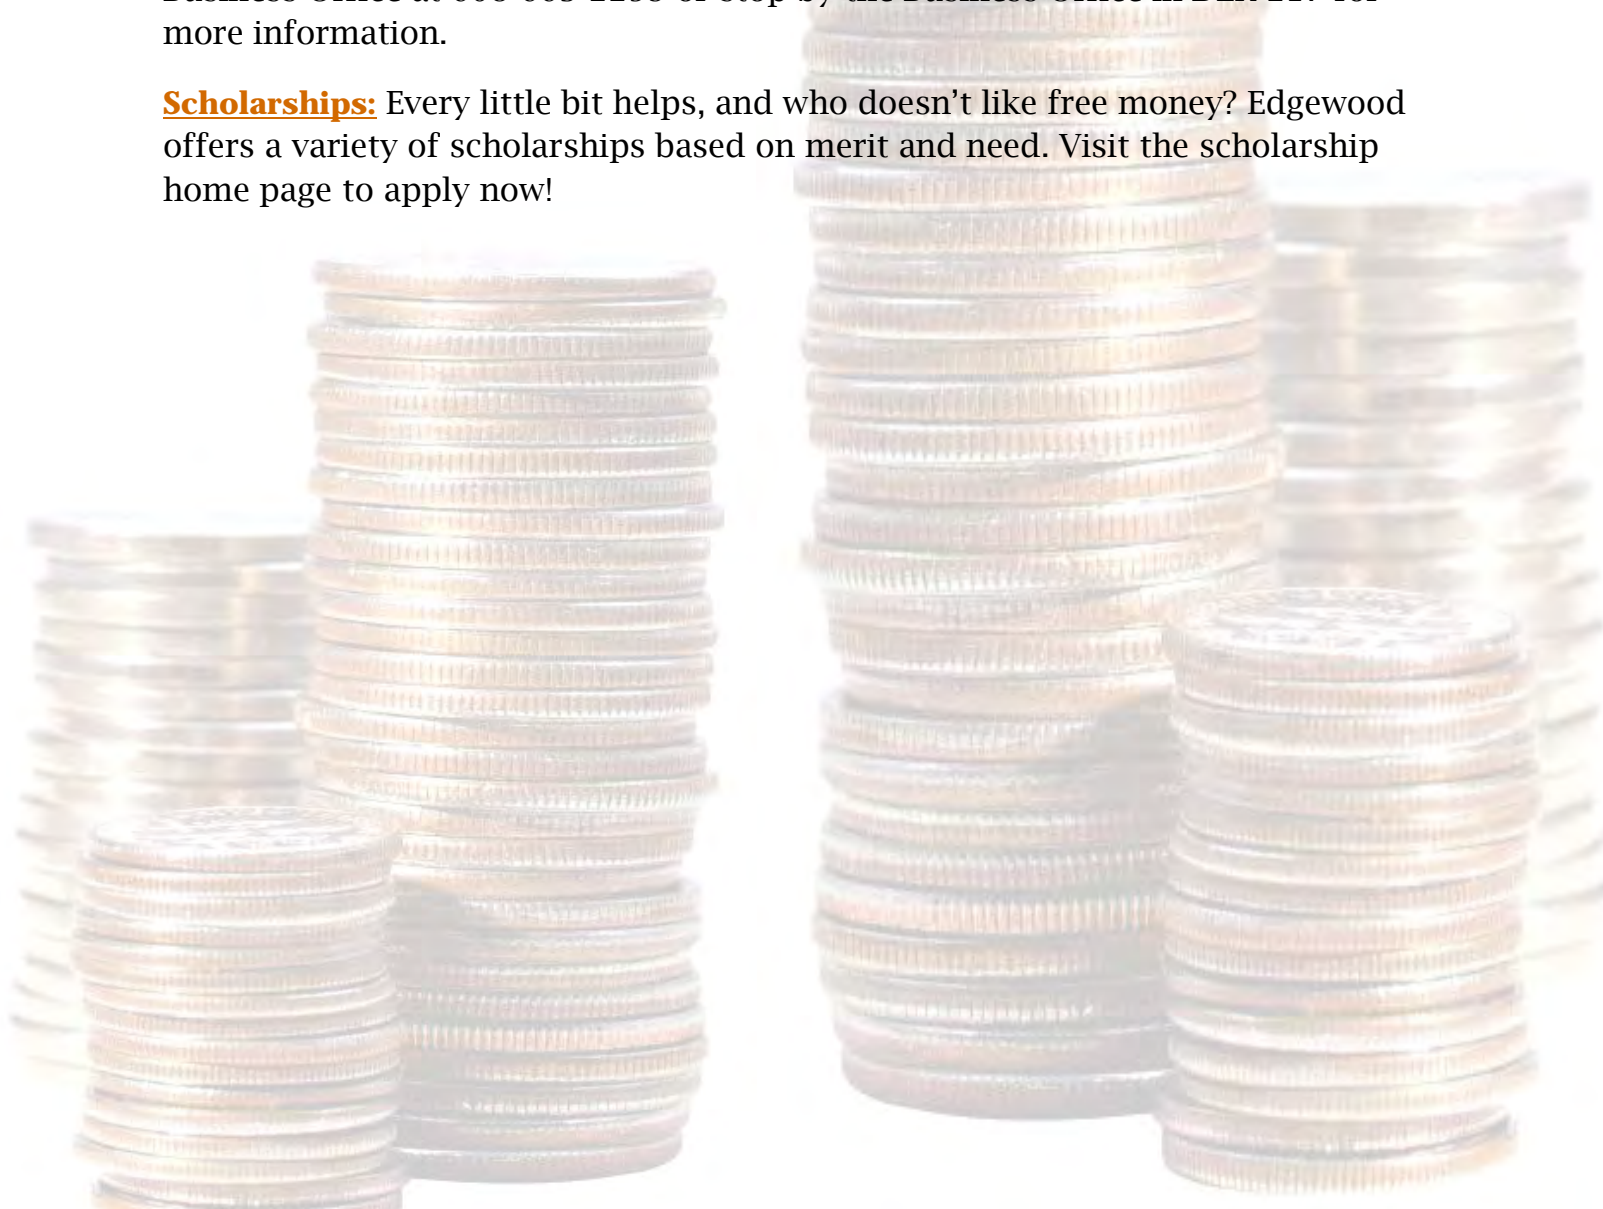 more information.
Scholarships: Every little bit helps, and who doesn’t like free money? Edgewood
offers a variety of scholarships based on merit and need. Visit the scholarship
home page to apply now!